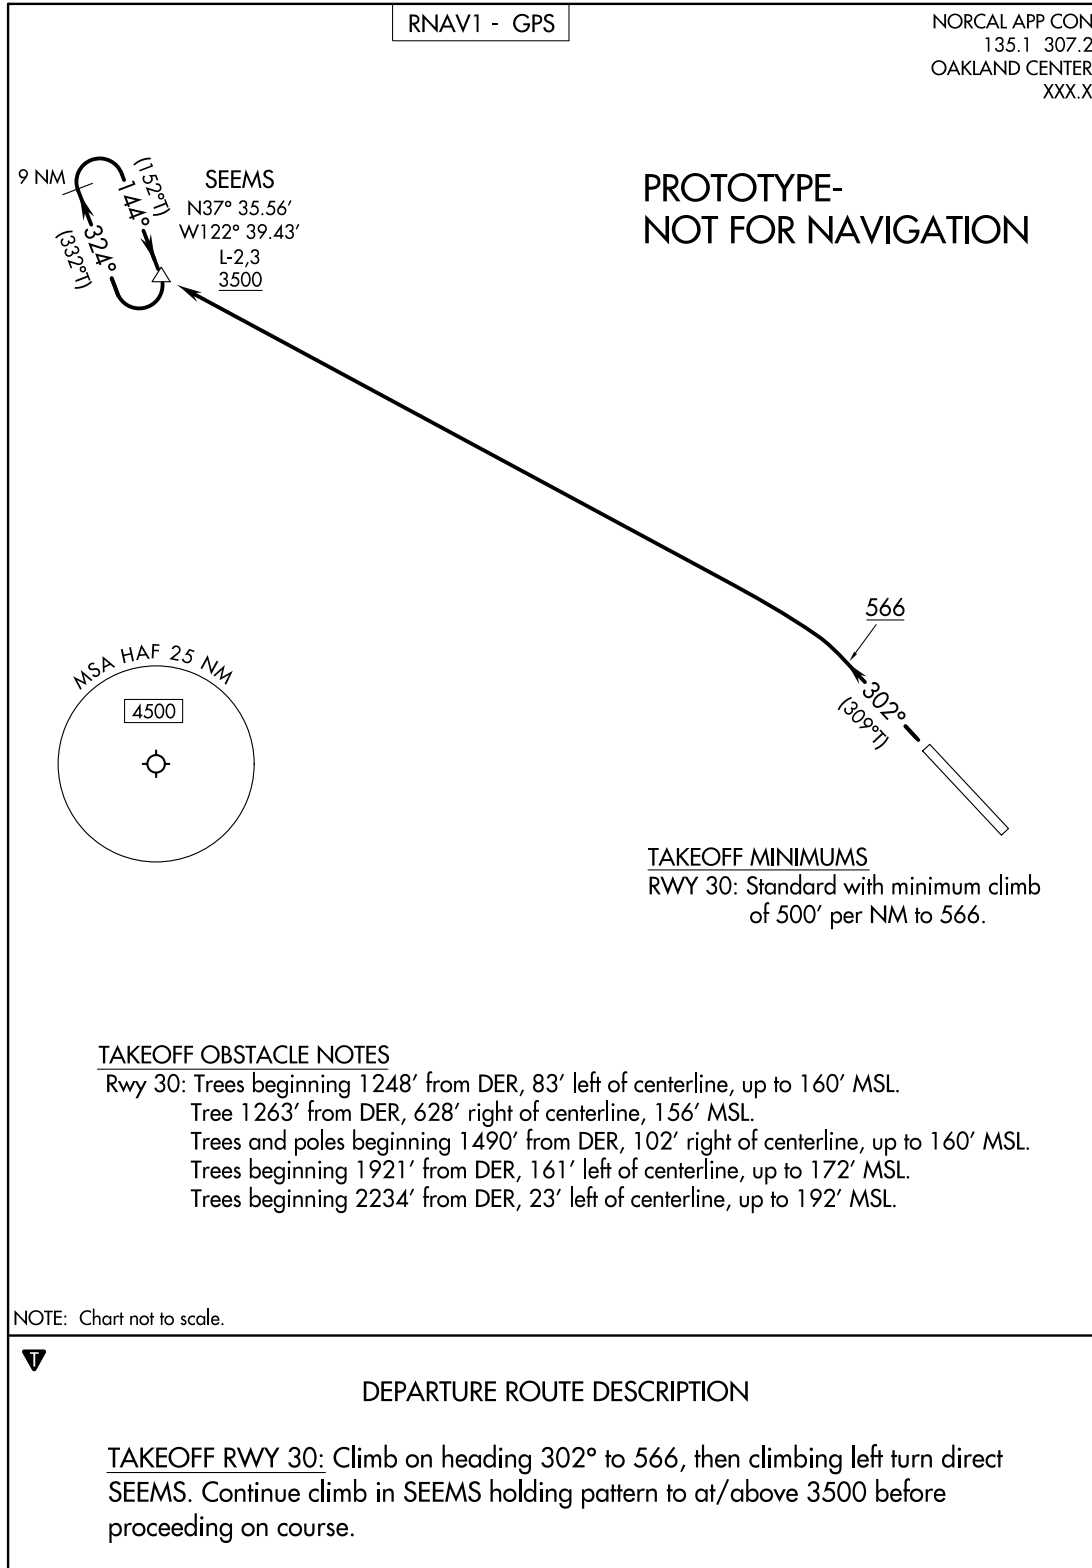 RNAV1 - GPS
NORCAL APP CON
135.1 307.2
OAKLAND CENTER
XXX.X
PROTOTYPE-
NOT FOR NAVIGATION
9 NM
(152°T)
144°
324°
(332°T)
SEEMS
N37° 35.56′
W122° 39.43′
L-2,3
3500
566
302°
(309°T)
MSA HAF 25 NM
4500
TAKEOFF MINIMUMS
RWY 30: Standard with minimum climb
of 500′ per NM to 566.
TAKEOFF OBSTACLE NOTES
Rwy 30: Trees beginning 1248′ from DER, 83′ left of centerline, up to 160′ MSL.
Tree 1263′ from DER, 628′ right of centerline, 156′ MSL.
Trees and poles beginning 1490′ from DER, 102′ right of centerline, up to 160′ MSL.
Trees beginning 1921′ from DER, 161′ left of centerline, up to 172′ MSL.
Trees beginning 2234′ from DER, 23′ left of centerline, up to 192′ MSL.
NOTE: Chart not to scale.
T
DEPARTURE ROUTE DESCRIPTION
TAKEOFF RWY 30: Climb on heading 302° to 566, then climbing left turn direct
SEEMS. Continue climb in SEEMS holding pattern to at/above 3500 before
proceeding on course.